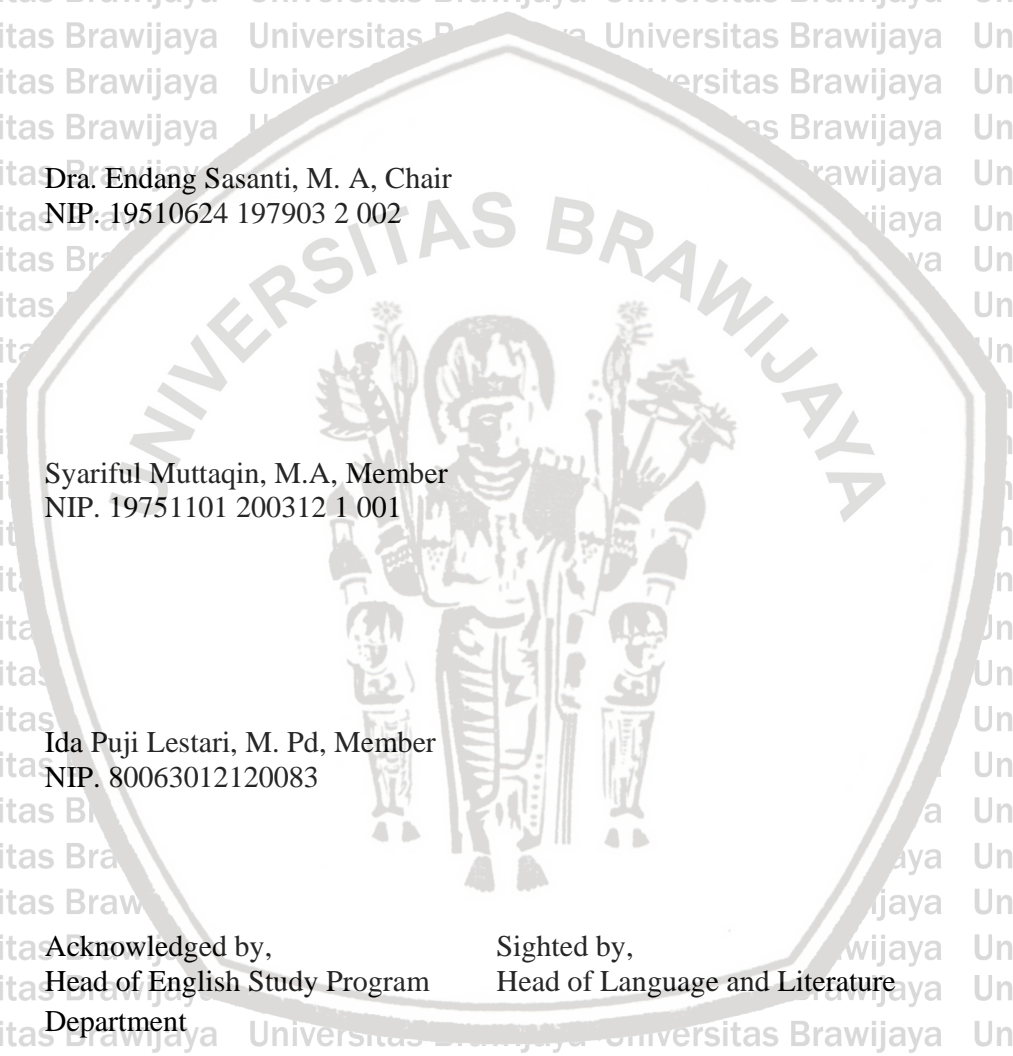 Dra. Endang Sasanti, M. A, Chair
NIP. 19510624 197903 2 002
UNIVERSITAS BRAWIJAYA
Syariful Muttaqin, M.A, Member
NIP. 19751101 200312 1 001
Ida Puji Lestari, M. Pd, Member
NIP. 80063012120083
Acknowledged by, Sighted by,
Head of English Study Program Head of Language and Literature
Department